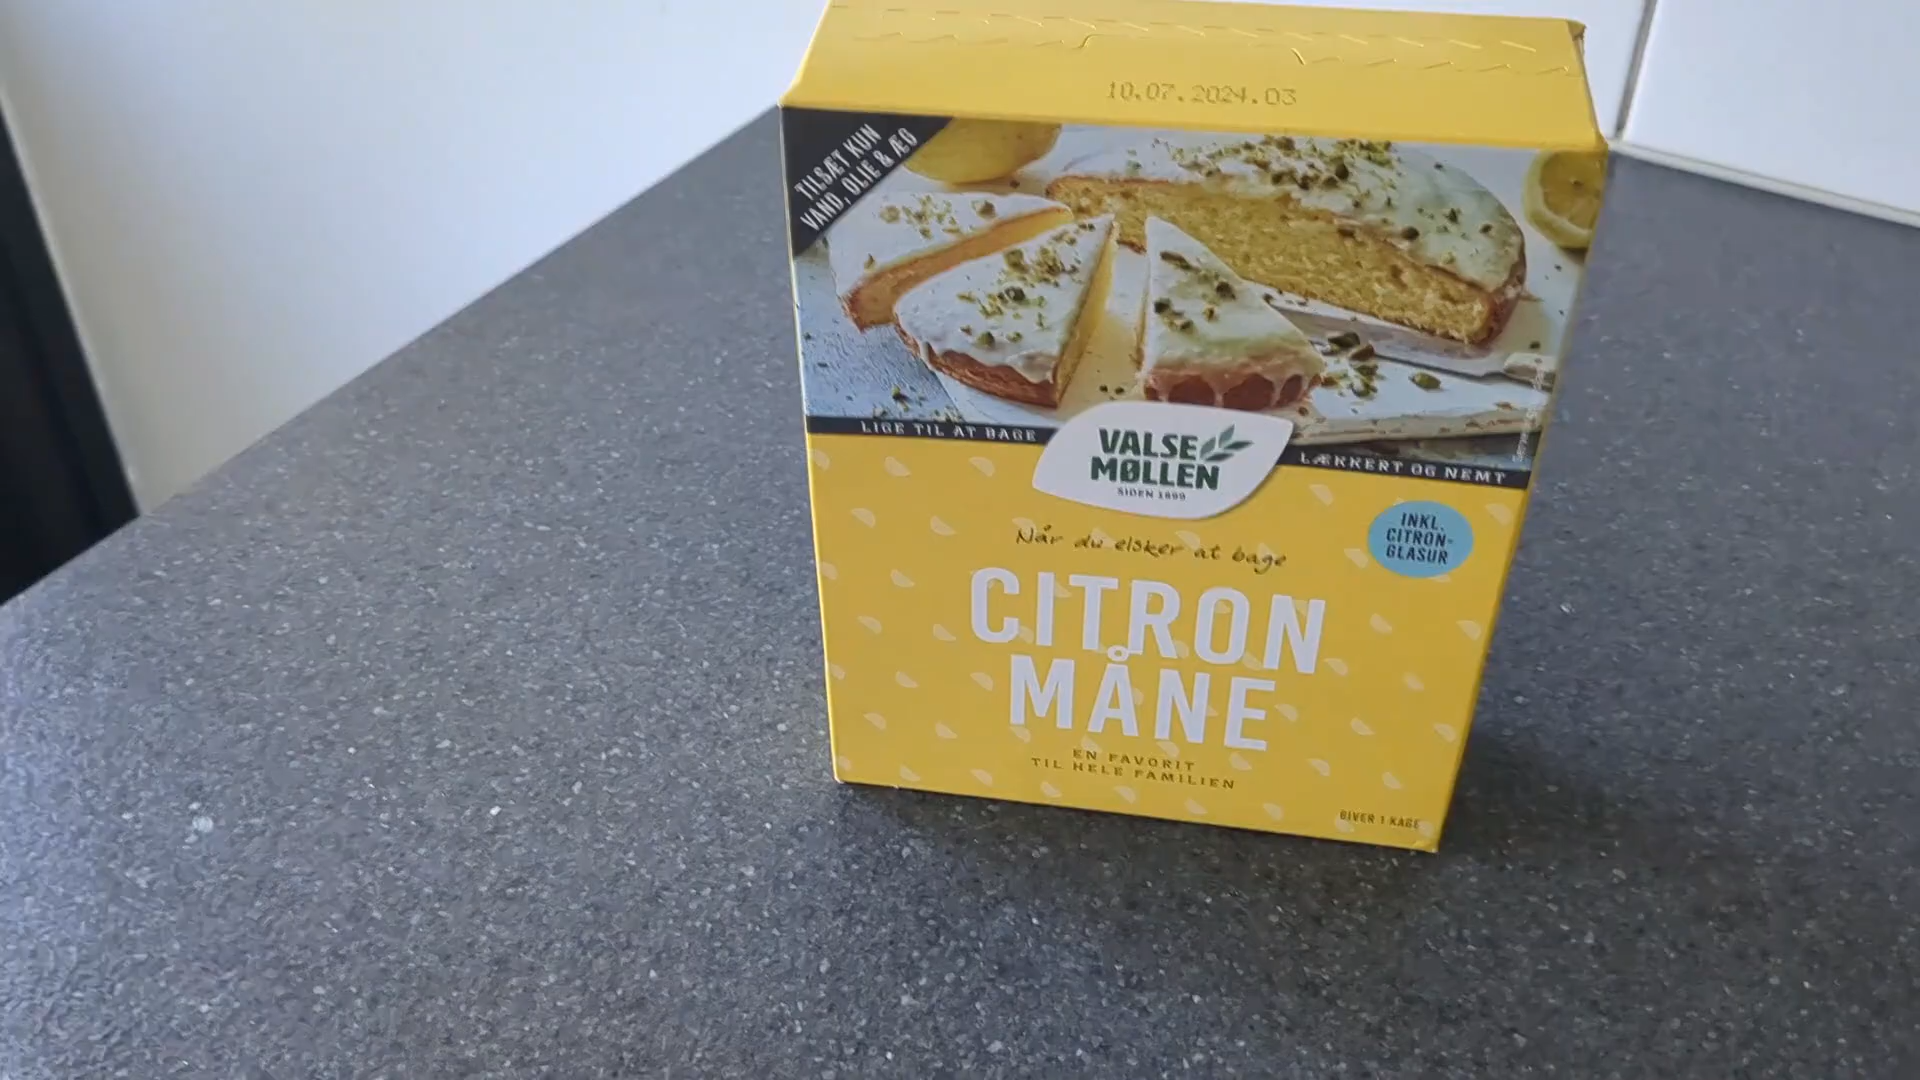 10.07.2024.03
TILSÆT KUN
VAND, OLIE & ÆG
LIGE TIL AT BAGE
VALSE
MØLLEN
SIDEN 1899
LÆKKERT OG NEMT
INKL.
CITRON-
GLASUR
Når du elsker at bage
CITRON
MÅNE
EN FAVORIT
TIL HELE FAMILIEN
GIVER 1 KAGE